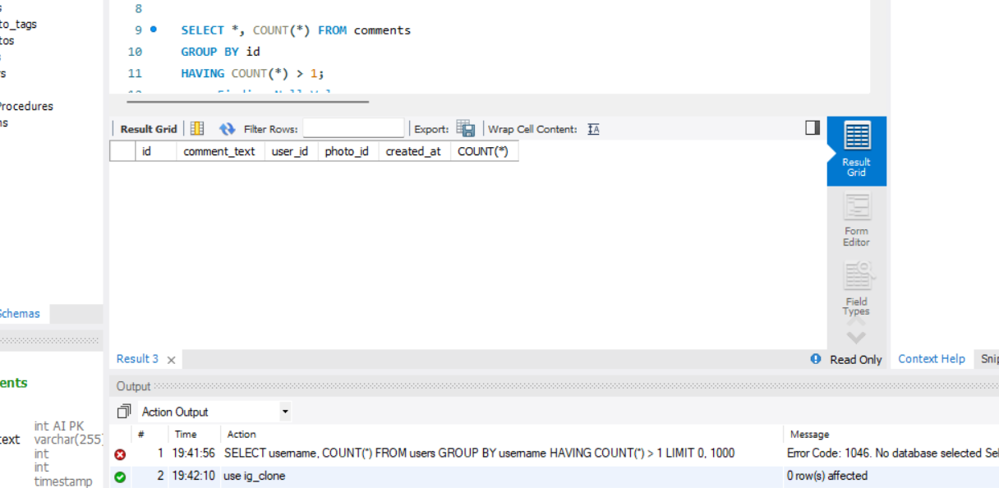 to_tags
tos
Procedures
ns
8
9 SELECT *, COUNT(*) FROM comments
10 GROUP BY id
11 HAVING COUNT(*) > 1;
Result Grid Filter Rows: Export: Wrap Cell Content:
id comment_text user_id photo_id created_at COUNT(*)
Result
Grid
Form
Editor
Field
Types
Schemas
Result 3
Read Only Context Help Snip
ents
int AI PK
text varchar(255)
int
int
timestamp
Output
Action Output
# Time Action Message
1 19:41:56 SELECT username, COUNT(*) FROM users GROUP BY username HAVING COUNT(*) > 1 LIMIT 0, 1000 Error Code: 1046. No database selected Sel
2 19:42:10 use ig_clone 0 row(s) affected